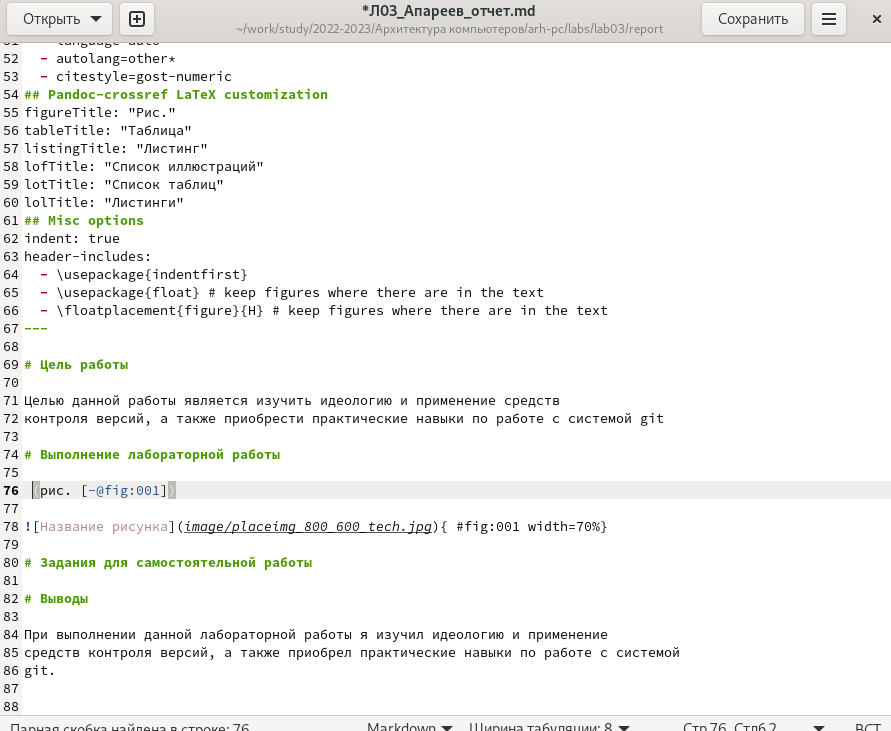 Открыть
*Л03_Апареев_отчет.md
~/work/study/2022-2023/Архитектура компьютеров/arh-pc/labs/lab03/report
Сохранить
51 - language=auto
52 - autolang=other*
53 - citestyle=gost-numeric
54 ## Pandoc-crossref LaTeX customization
55 figureTitle: "Рис."
56 tableTitle: "Таблица"
57 listingTitle: "Листинг"
58 lofTitle: "Список иллюстраций"
59 lotTitle: "Список таблиц"
60 lolTitle: "Листинги"
61 ## Misc options
62 indent: true
63 header-includes:
64 - \usepackage{indentfirst}
65 - \usepackage{float} # keep figures where there are in the text
66 - \floatplacement{figure}{H} # keep figures where there are in the text
67 ---
68
69 # Цель работы
70
71 Целью данной работы является изучить идеологию и применение средств
72 контроля версий, а также приобрести практические навыки по работе с системой git
73
74 # Выполнение лабораторной работы
75
76 (рис. [-@fig:001])
77
78 ![Название рисунка](image/placeimg_800_600_tech.jpg){ #fig:001 width=70%}
79
80 # Задания для самостоятельной работы
81
82 # Выводы
83
84 При выполнении данной лабораторной работы я изучил идеологию и применение
85 средств контроля версий, а также приобрел практические навыки по работе с системой
86 git.
87
88
Парная скобка найдена в строке: 76 Markdown Ширина табуляции: 8 Стр 76, Стлб 2 ВСТ